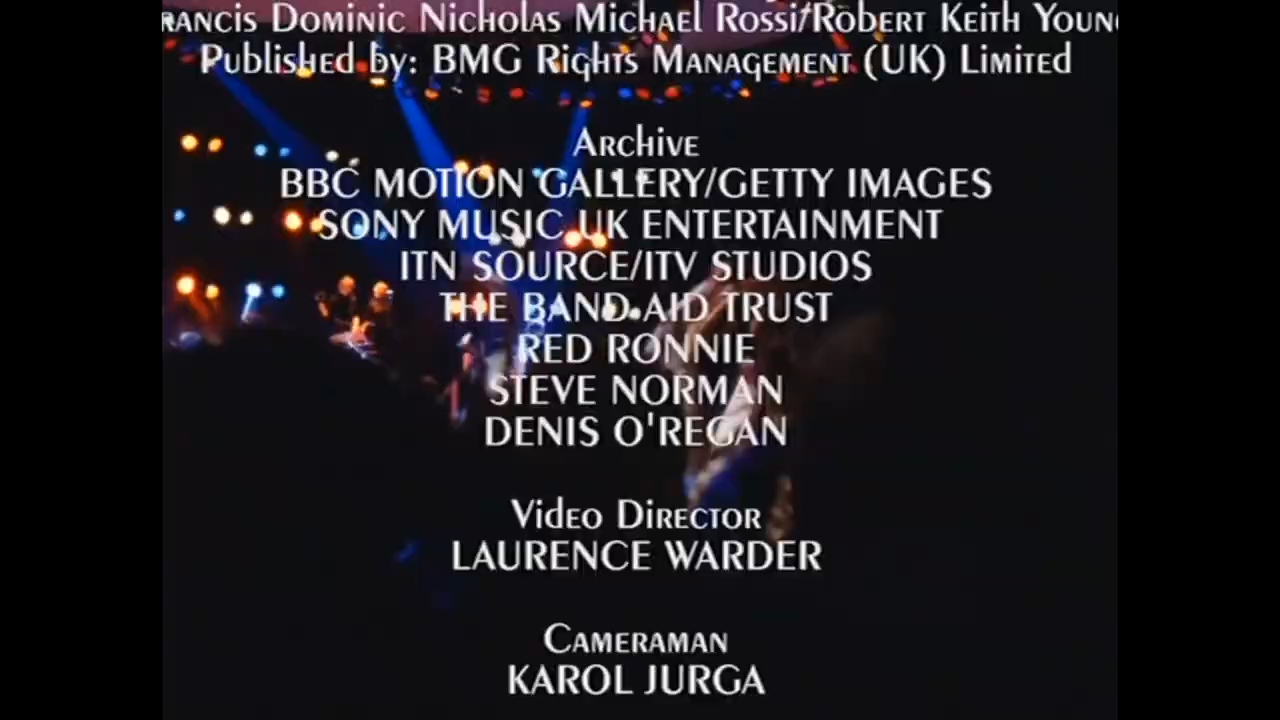 Francis Dominic Nicholas Michael Rossi/Robert Keith Young
Published by: BMG Rights Management (UK) Limited
Archive
BBC MOTION GALLERY/GETTY IMAGES
SONY MUSIC UK ENTERTAINMENT
ITN SOURCE/ITV STUDIOS
THE BAND AID TRUST
RED RONNIE
STEVE NORMAN
DENIS O'REGAN
Video Director
LAURENCE WARDER
Cameraman
KAROL JURGA